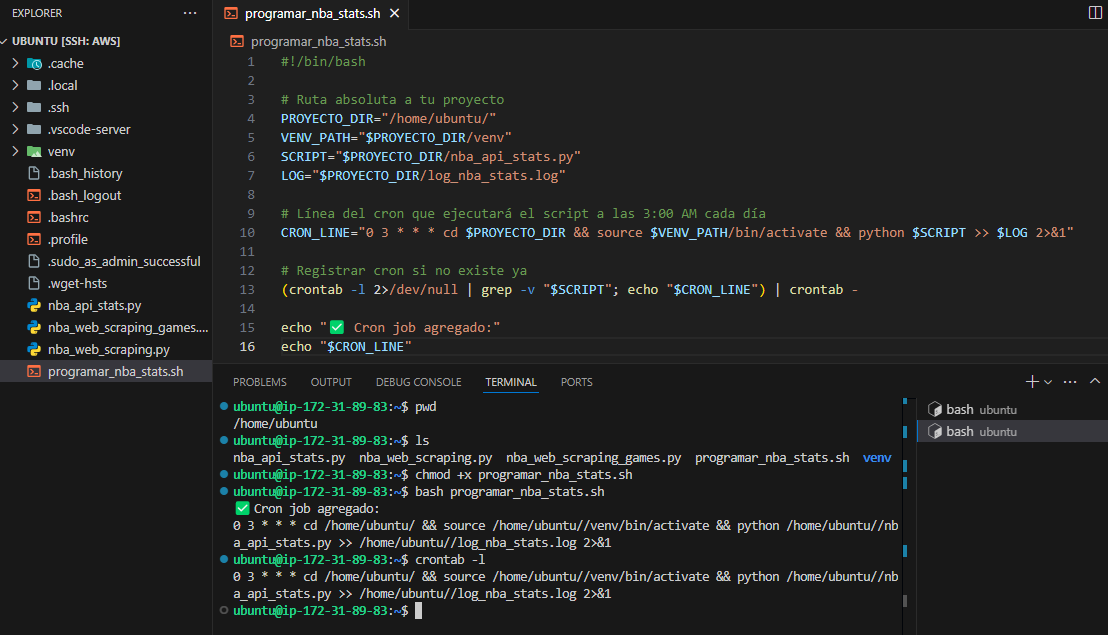 EXPLORER
UBUNTU [SSH: AWS]
.cache
.local
.ssh
.vscode-server
venv
.bash_history
.bash_logout
.bashrc
.profile
.sudo_as_admin_successful
.wget-hsts
nba_api_stats.py
nba_web_scraping_games....
nba_web_scraping.py
programar_nba_stats.sh
programar_nba_stats.sh
programar_nba_stats.sh
1 #!/bin/bash
2
3 # Ruta absoluta a tu proyecto
4 PROYECTO_DIR="/home/ubuntu/"
5 VENV_PATH="$PROYECTO_DIR/venv"
6 SCRIPT="$PROYECTO_DIR/nba_api_stats.py"
7 LOG="$PROYECTO_DIR/log_nba_stats.log"
8
9 # Línea del cron que ejecutará el script a las 3:00 AM cada día
10 CRON_LINE="0 3 * * * cd $PROYECTO_DIR && source $VENV_PATH/bin/activate && python $SCRIPT >> $LOG 2>&1"
11
12 # Registrar cron si no existe ya
13 (crontab -l 2>/dev/null | grep -v "$SCRIPT"; echo "$CRON_LINE") | crontab -
14
15 echo "✅ Cron job agregado:"
16 echo "$CRON_LINE"
PROBLEMS OUTPUT DEBUG CONSOLE TERMINAL PORTS
ubuntu@ip-172-31-89-83:~$ pwd
/home/ubuntu
ubuntu@ip-172-31-89-83:~$ ls
nba_api_stats.py nba_web_scraping.py nba_web_scraping_games.py programar_nba_stats.sh venv
ubuntu@ip-172-31-89-83:~$ chmod +x programar_nba_stats.sh
ubuntu@ip-172-31-89-83:~$ bash programar_nba_stats.sh
✅ Cron job agregado:
0 3 * * * cd /home/ubuntu/ && source /home/ubuntu//venv/bin/activate && python /home/ubuntu//nb
a_api_stats.py >> /home/ubuntu//log_nba_stats.log 2>&1
ubuntu@ip-172-31-89-83:~$ crontab -l
0 3 * * * cd /home/ubuntu/ && source /home/ubuntu//venv/bin/activate && python /home/ubuntu//nb
a_api_stats.py >> /home/ubuntu//log_nba_stats.log 2>&1
ubuntu@ip-172-31-89-83:~$
bash ubuntu
bash ubuntu